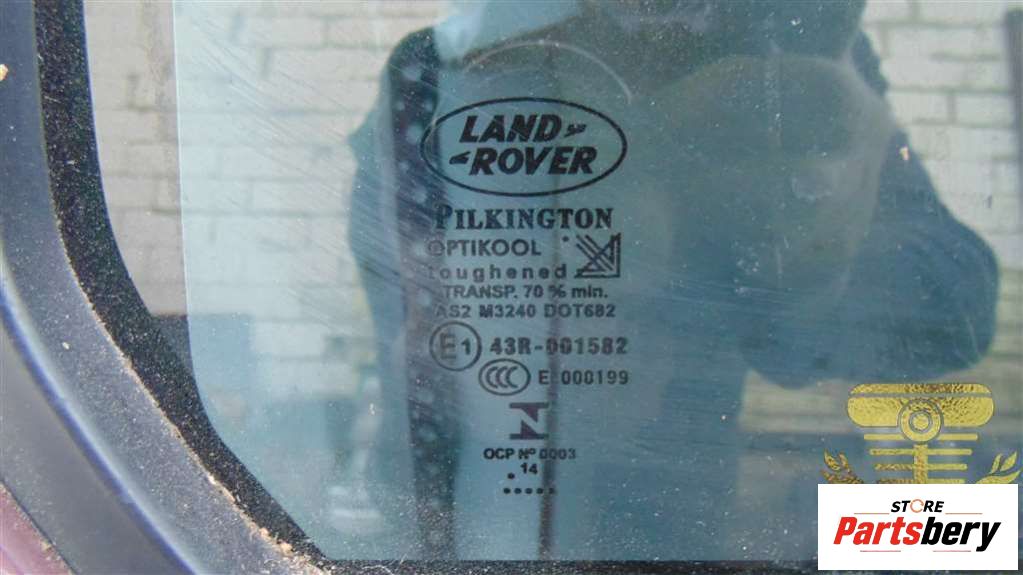 LAND
ROVER
PILKINGTON
OPTIKOOL
toughened
TRANSP. 70 % min.
AS2 M3240 DOT682
E1 43R-001582
CCC E 000199
N
OCP Nº 0003
14
STORE
Partsbery